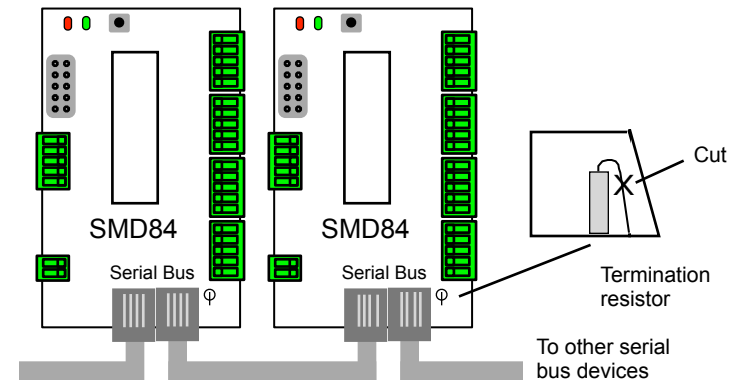 SMD84
SMD84
Cut
Serial Bus
Serial Bus
Termination
resistor
To other serial
bus devices